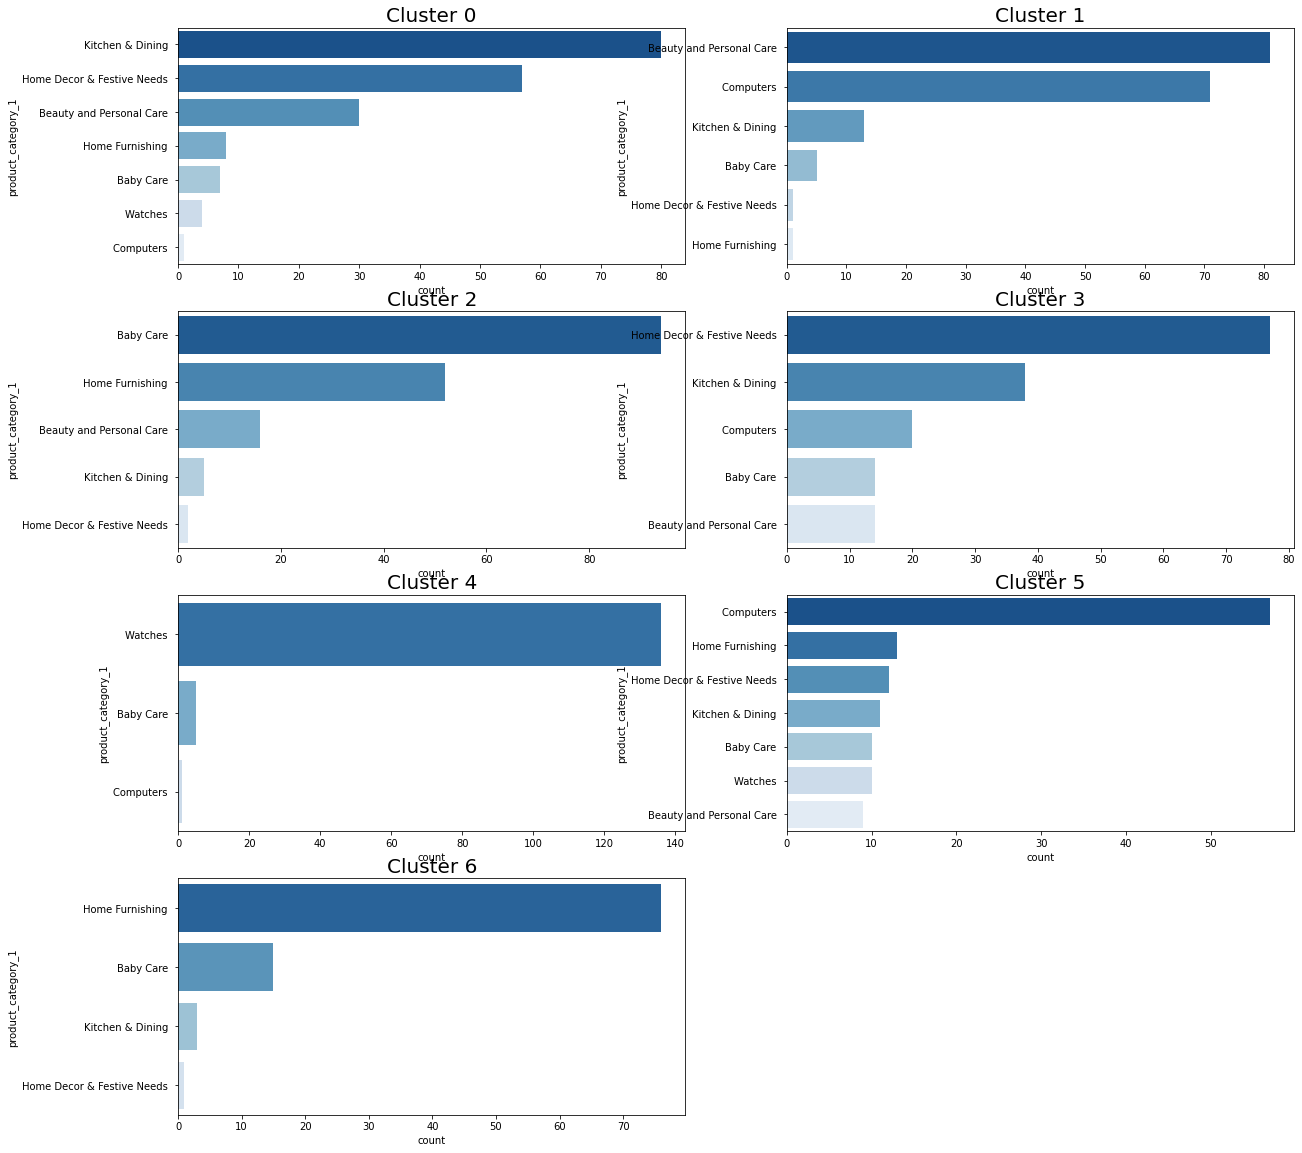 Cluster 0
product_category_1
Kitchen & Dining
Home Decor & Festive Needs
Beauty and Personal Care
Home Furnishing
Baby Care
Watches
Computers
0 10 20 30 40 50 60 70 80
count
Cluster 1
product_category_1
Beauty and Personal Care
Computers
Kitchen & Dining
Baby Care
Home Decor & Festive Needs
Home Furnishing
0 10 20 30 40 50 60 70 80
count
Cluster 2
product_category_1
Baby Care
Home Furnishing
Beauty and Personal Care
Kitchen & Dining
Home Decor & Festive Needs
0 20 40 60 80
count
Cluster 3
product_category_1
Home Decor & Festive Needs
Kitchen & Dining
Computers
Baby Care
Beauty and Personal Care
0 10 20 30 40 50 60 70 80
count
Cluster 4
product_category_1
Watches
Baby Care
Computers
0 20 40 60 80 100 120 140
count
Cluster 5
product_category_1
Computers
Home Furnishing
Home Decor & Festive Needs
Kitchen & Dining
Baby Care
Watches
Beauty and Personal Care
0 10 20 30 40 50
count
Cluster 6
product_category_1
Home Furnishing
Baby Care
Kitchen & Dining
Home Decor & Festive Needs
0 10 20 30 40 50 60 70
count